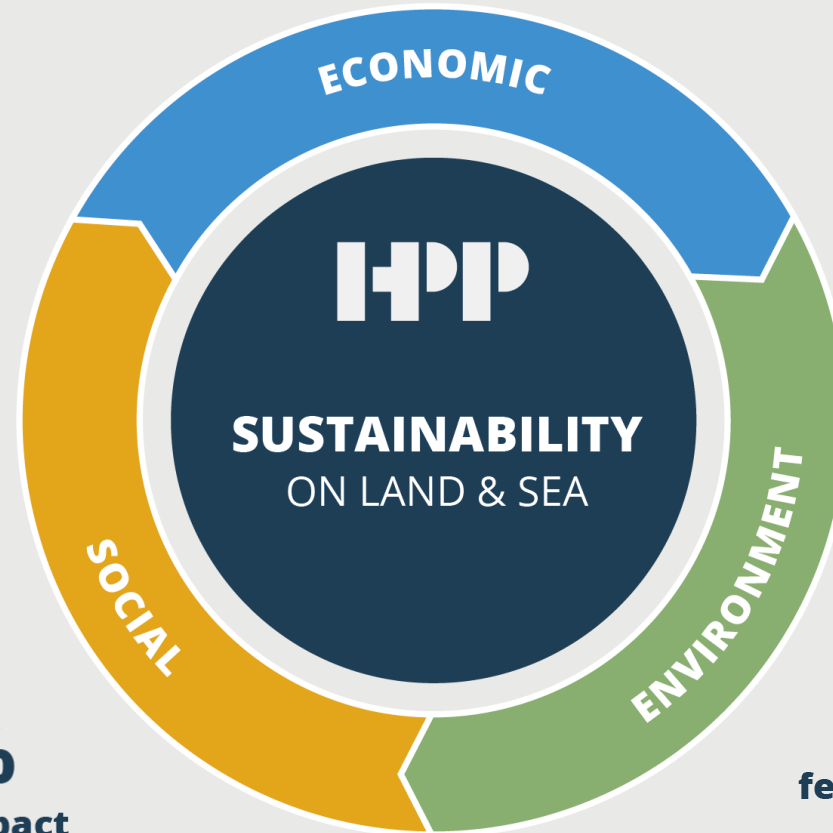 ECONOMIC
HPP
SUSTAINABILITY
ON LAND & SEA
ENVIRONMENT
SOCIAL